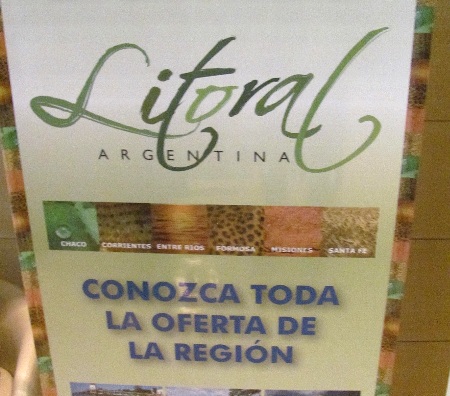 Litoral
ARGENTINA
CHACO CORRIENTES ENTRE RIOS FORMOSA MISIONES SANTA FE
CONOZCA TODA
LA OFERTA DE
LA REGIÓN